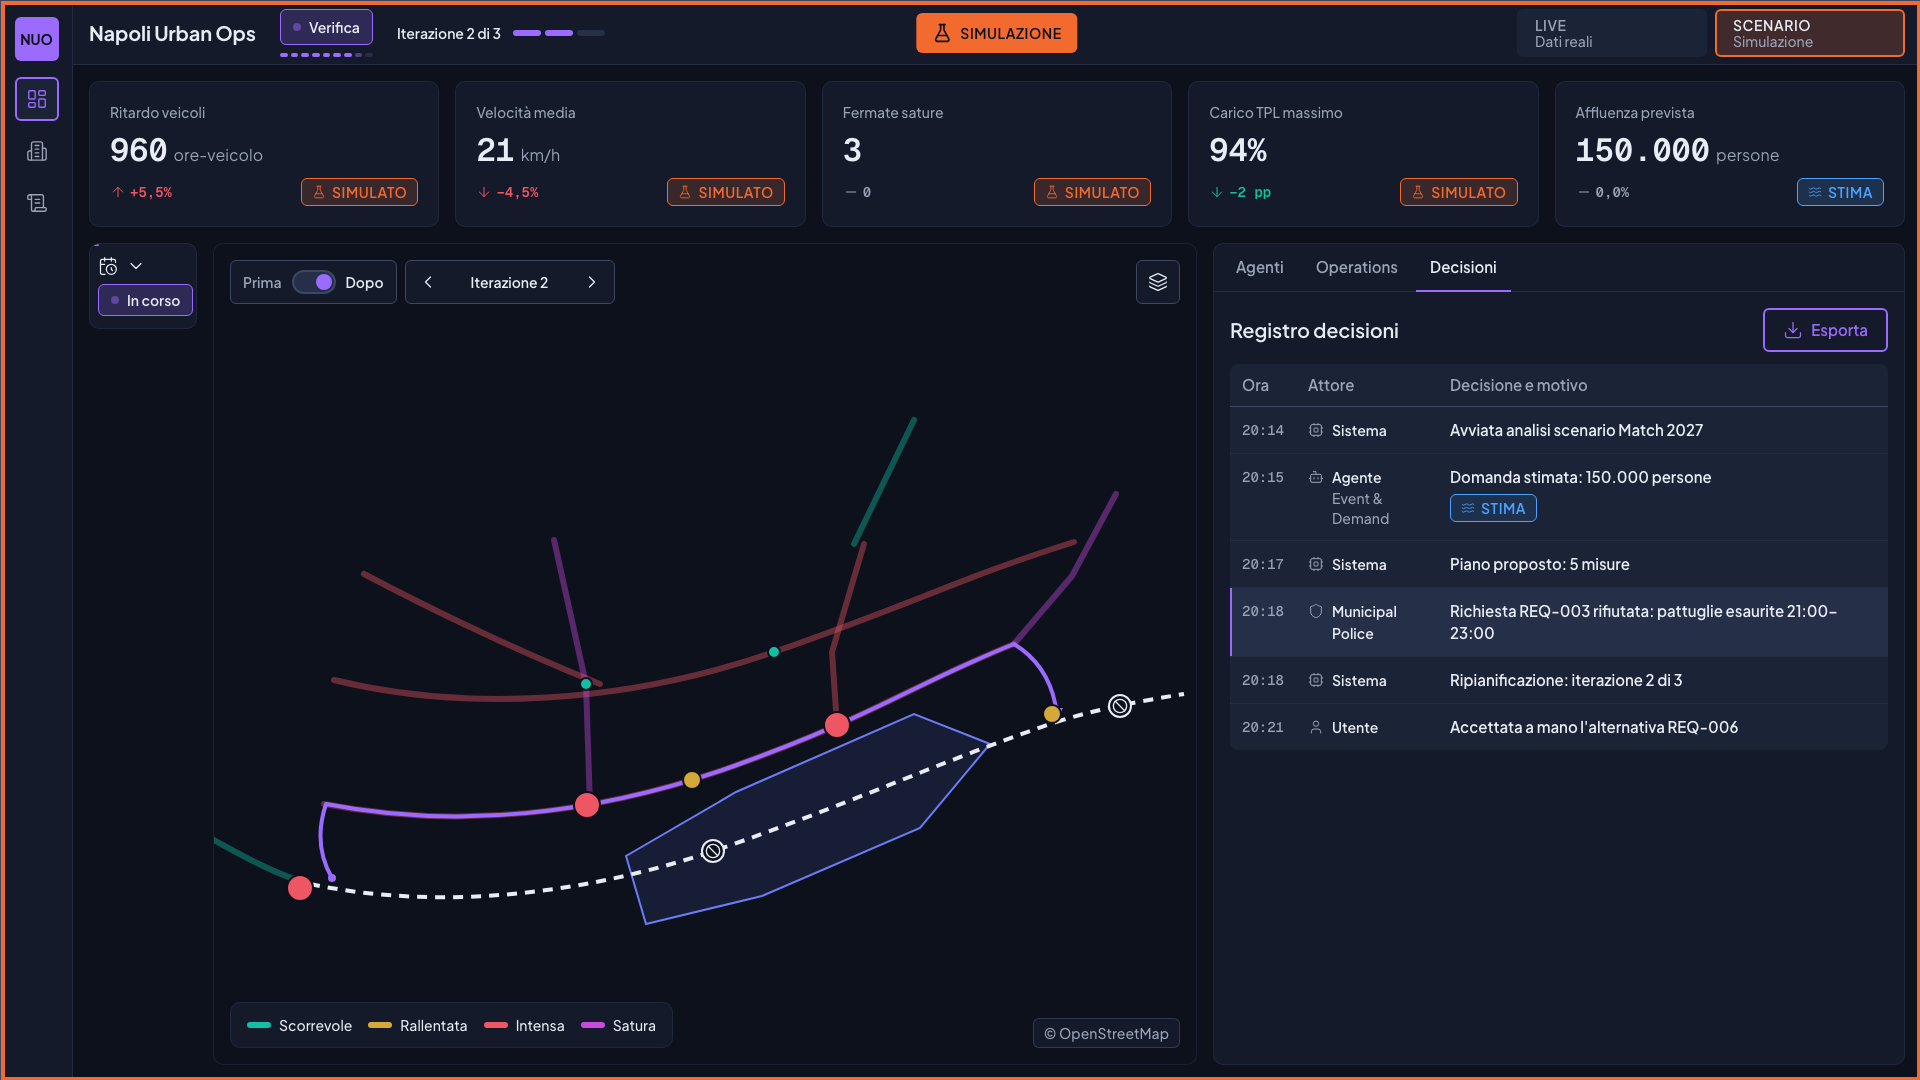 NUO
Napoli Urban Ops
Verifica
Iterazione 2 di 3
SIMULAZIONE
LIVE
Dati reali
SCENARIO
Simulazione
Ritardo veicoli
960 ore-veicolo
+5,5%
SIMULATO
Velocità media
21 km/h
−4,5%
SIMULATO
Fermate sature
3
0
SIMULATO
Carico TPL massimo
94%
−2 pp
SIMULATO
Affluenza prevista
150.000 persone
0,0%
STIMA
In corso
Prima
Dopo
Iterazione 2
Scorrevole
Rallentata
Intensa
Satura
© OpenStreetMap
Agenti
Operations
Decisioni
Registro decisioni
Esporta
Ora
Attore
Decisione e motivo
20:14
Sistema
Avviata analisi scenario Match 2027
20:15
Agente
Event &
Demand
Domanda stimata: 150.000 persone
STIMA
20:17
Sistema
Piano proposto: 5 misure
20:18
Municipal
Police
Richiesta REQ-003 rifiutata: pattuglie esaurite 21:00–
23:00
20:18
Sistema
Ripianificazione: iterazione 2 di 3
20:21
Utente
Accettata a mano l'alternativa REQ-006